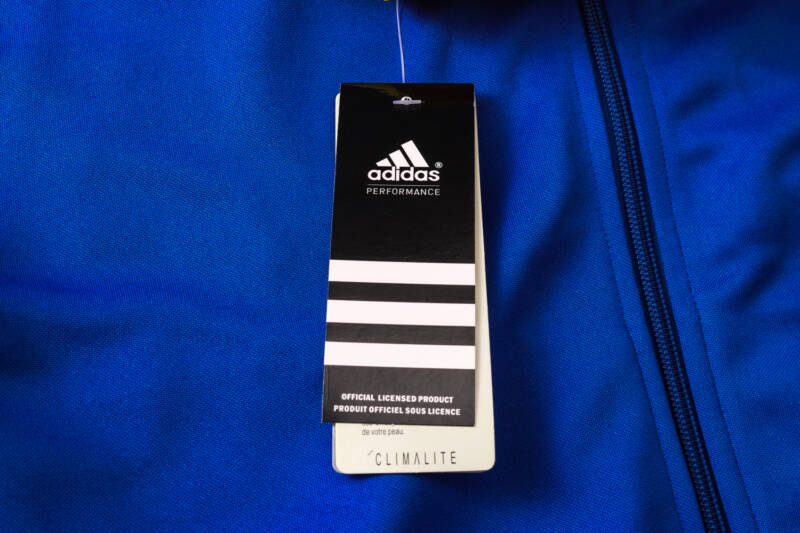 adidas®
PERFORMANCE
OFFICIAL LICENSED PRODUCT
PRODUIT OFFICIEL SOUS LICENCE
de votre peau.
CLIMALITE